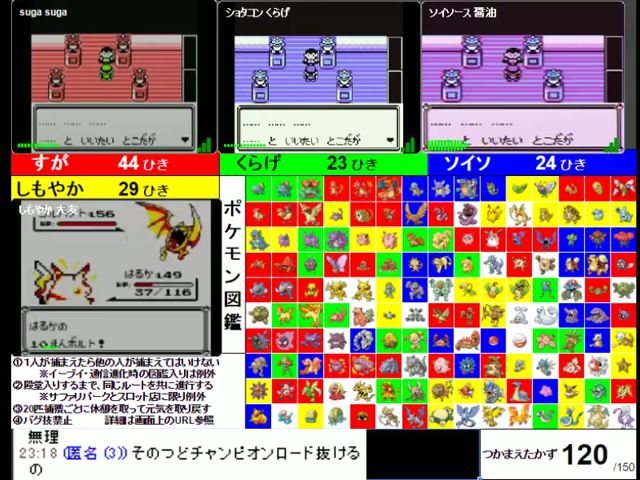 suga suga
ショタコン くらげ
ソイソース 醤油
‥‥ ‥‥ ‥‥
‥‥ と いいたい とこだが
‥‥ ‥‥ ‥‥
‥‥ と いいたい とこだが
‥‥ ‥‥ ‥‥
‥‥ と いいたい とこだが
すが 44ひき
くらげ 23ひき
ソイソ 24ひき
しもやか 29ひき
しもやか 大友
L56
はるか L49
37/116
はるかの
10まんボルト!
ポケモン図鑑
①1人が捕まえたら他の人が捕まえてはいけない
※イーブイ・通信進化時の図鑑入りは例外
②殿堂入りするまで、同じルートを共に進行する
※サファリパークとスロット店に限り例外
③20匹捕獲ごとに休憩を取って元気を取り戻す
④バグ技禁止 詳細は画面上のURL参照
無理
23:18 (匿名 (3)) そのつどチャンピオンロード抜ける
の
つかまえたかず 120/150